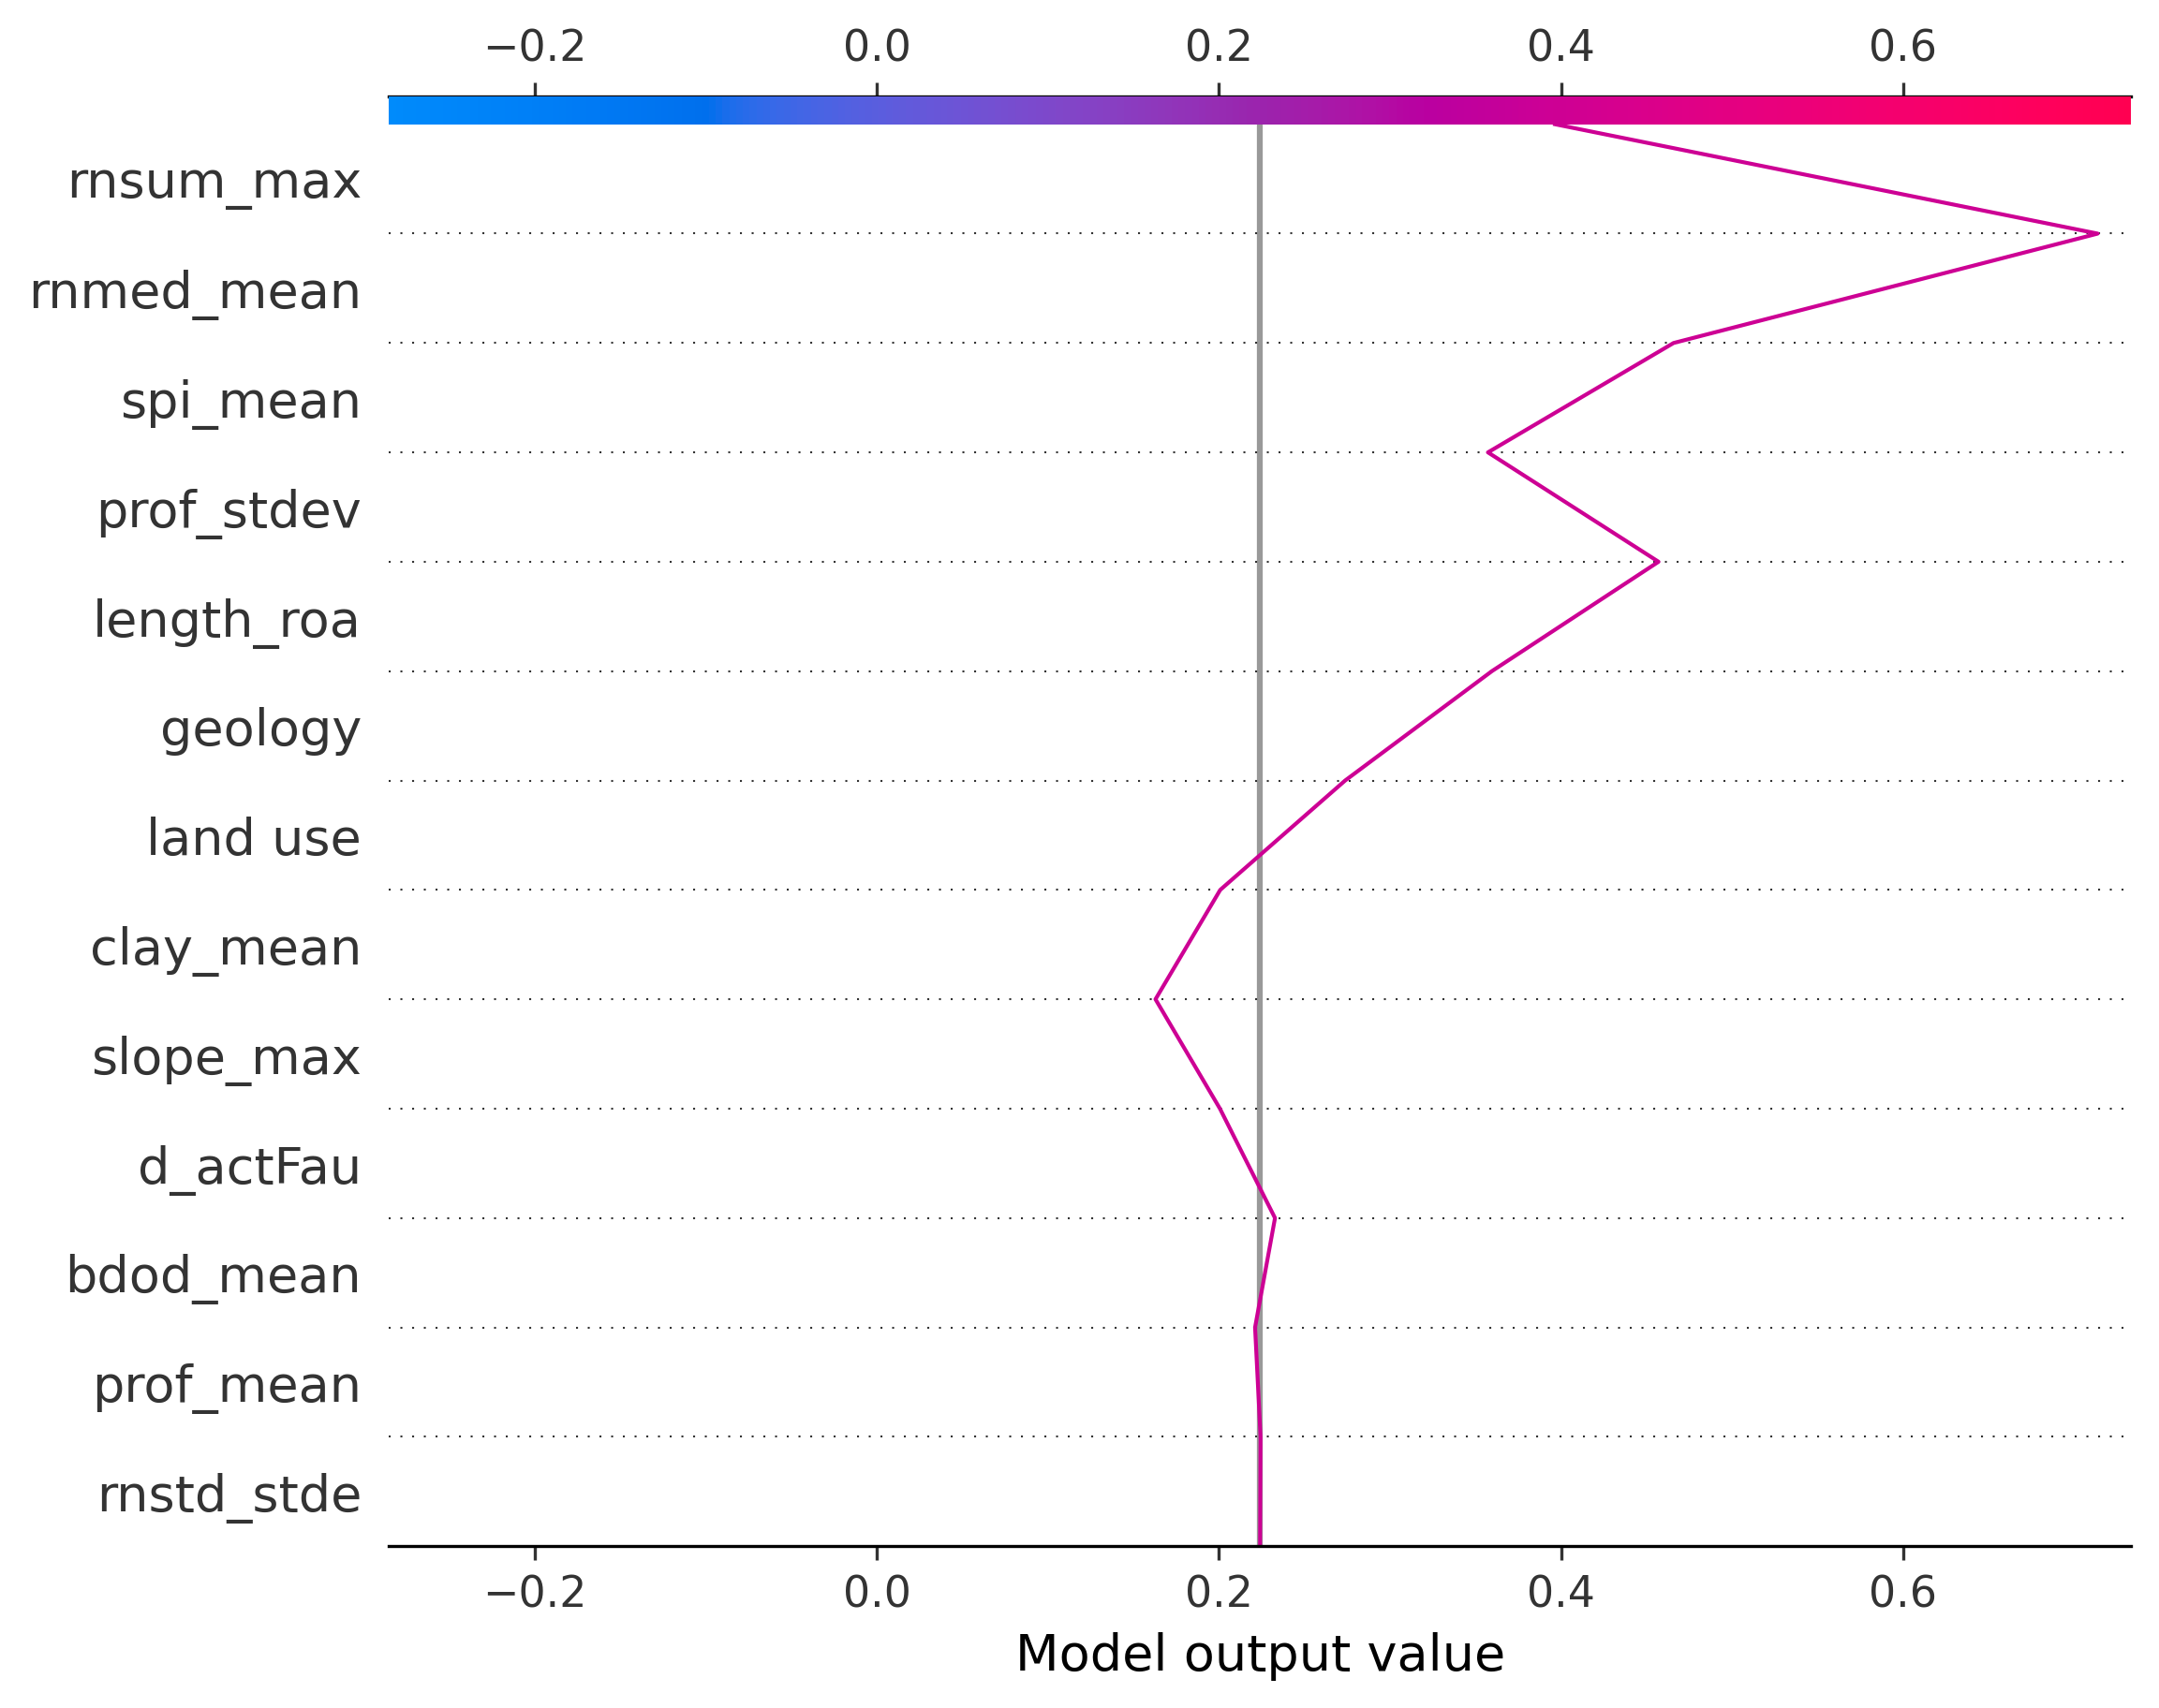 −0.2 0.0 0.2 0.4 0.6
rnsum_max
rnmed_mean
spi_mean
prof_stdev
length_roa
geology
land use
clay_mean
slope_max
d_actFau
bdod_mean
prof_mean
rnstd_stde
−0.2 0.0 0.2 0.4 0.6
Model output value